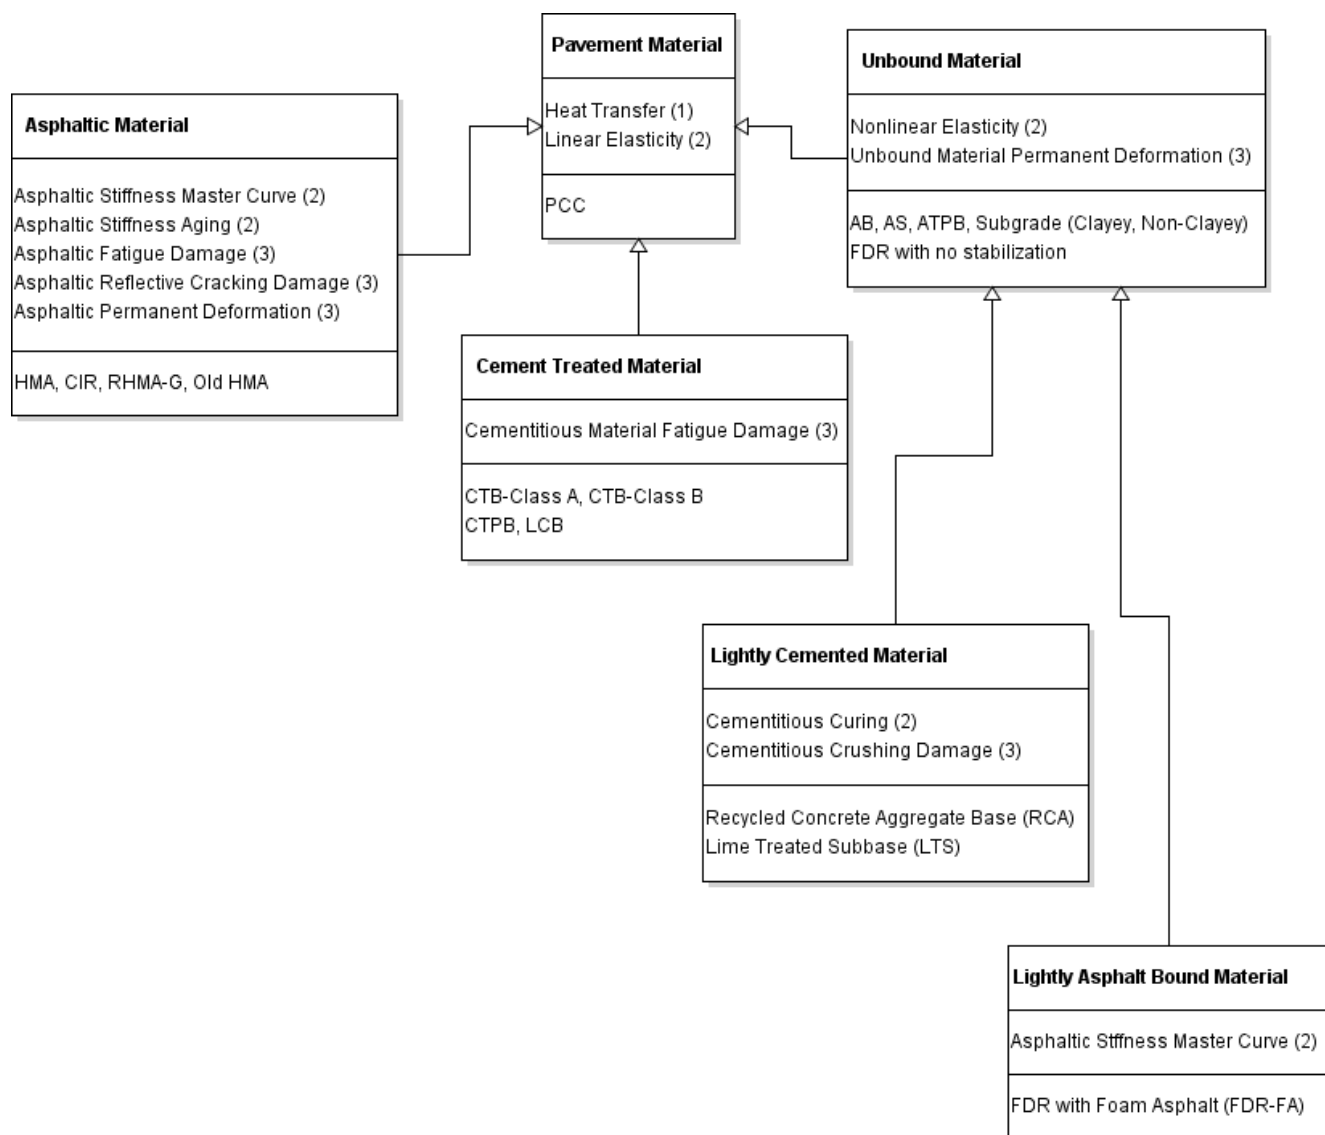 Pavement Material
Heat Transfer (1)
Linear Elasticity (2)
PCC
Unbound Material
Nonlinear Elasticity (2)
Unbound Material Permanent Deformation (3)
AB, AS, ATPB, Subgrade (Clayey, Non-Clayey)
FDR with no stabilization
Asphaltic Material
Asphaltic Stiffness Master Curve (2)
Asphaltic Stiffness Aging (2)
Asphaltic Fatigue Damage (3)
Asphaltic Reflective Cracking Damage (3)
Asphaltic Permanent Deformation (3)
HMA, CIR, RHMA-G, Old HMA
Cement Treated Material
Cementitious Material Fatigue Damage (3)
CTB-Class A, CTB-Class B
CTPB, LCB
Lightly Cemented Material
Cementitious Curing (2)
Cementitious Crushing Damage (3)
Recycled Concrete Aggregate Base (RCA)
Lime Treated Subbase (LTS)
Lightly Asphalt Bound Material
Asphaltic Stffness Master Curve (2)
FDR with Foam Asphalt (FDR-FA)